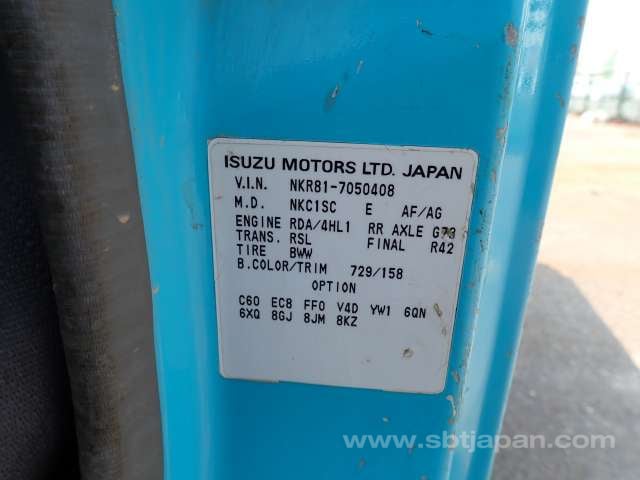 ISUZU MOTORS LTD. JAPAN
V.I.N. NKR81-7050408
M.D. NKC1SC E AF/AG
ENGINE RDA/4HL1 RR AXLE G73
TRANS. RSL FINAL R42
TIRE BWW
B.COLOR/TRIM 729/158
OPTION
C60 EC8 FF0 V4D YW1 6QN
6XQ 8GJ 8JM 8KZ
www.sbtjapan.com